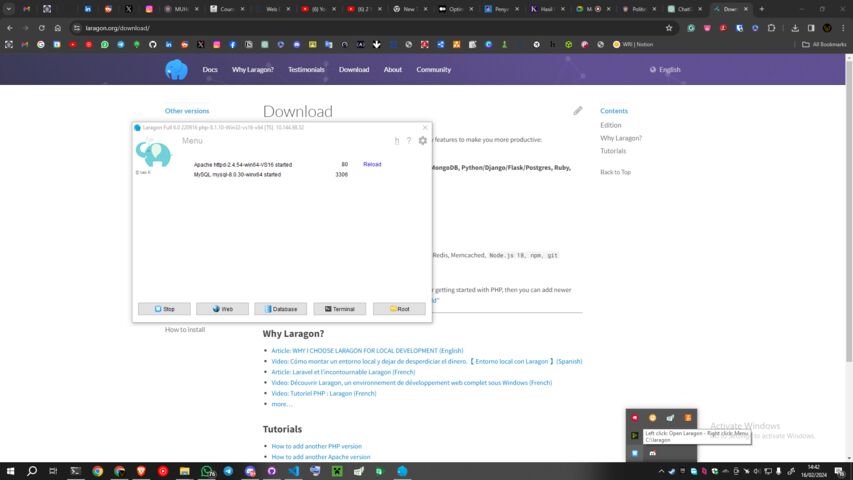 MUH
Coun
Web
(6) Yo
(6) 2
New
Optim
Penyu
Hasil
M
Politik
ChatG
Down
laragon.org/download/
WRI | Notion
All Bookmarks
Docs
Why Laragon?
Testimonials
Download
About
Community
English
Other versions
Download
Contents
Edition
Why Laragon?
Tutorials
Back to Top
Laragon Full 6.0 220916 php-8.1.10-Win32-vs16-x64 [TS] 10.144.98.52
Menu
?
Apache httpd-2.4.54-win64-VS16 started 80 Reload
MySQL mysql-8.0.30-winx64 started 3306
Stop
Web
Database
Terminal
Root
features to make you more productive:
MongoDB, Python/Django/Flask/Postgres, Ruby,
Redis, Memcached, Node.js 18, npm, git
getting started with PHP, then you can add newer
How to install
Why Laragon?
Article: WHY I CHOOSE LARAGON FOR LOCAL DEVELOPMENT (English)
Video: Cómo montar un entorno local y dejar de desperdiciar el dinero.【 Entorno local con Laragon 】(Spanish)
Article: Laravel et l'incontournable Laragon (French)
Video: Découvrir Laragon, un environnement de développement web complet sous Windows (French)
Video: Tutoriel PHP : Laragon (French)
more…
Tutorials
How to add another PHP version
How to add another Apache version
Left click: Open Laragon - Right click: Menu
C:\laragon
Activate Windows
Go to Settings to activate Windows.
14:42
16/02/2024